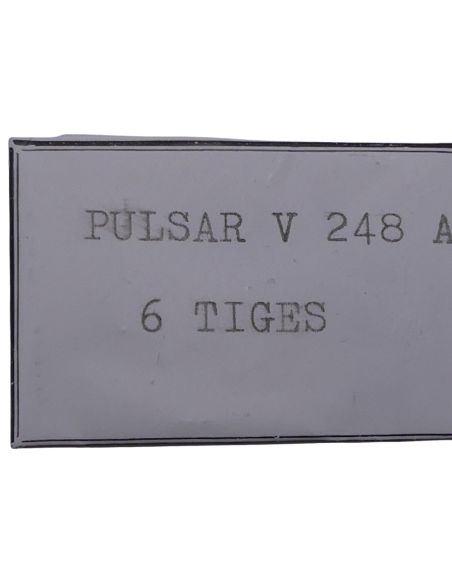 PULSAR V 248 A
6 TIGES